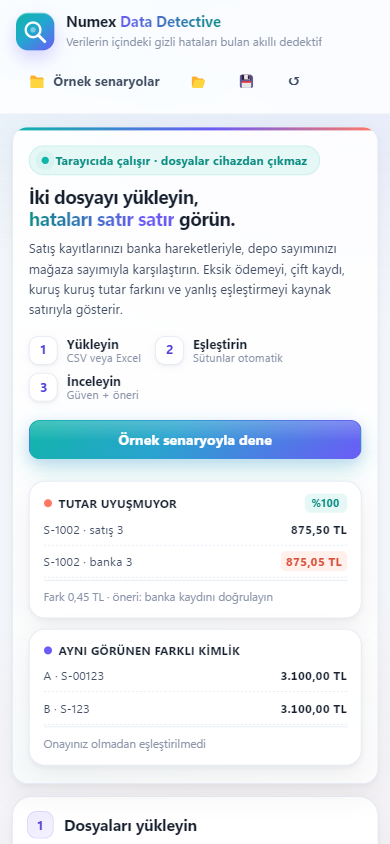 Numex Data Detective
Verilerin içindeki gizli hataları bulan akıllı dedektif
Örnek senaryolar
Tarayıcıda çalışır · dosyalar cihazdan çıkmaz
İki dosyayı yükleyin,
hataları satır satır görün.
Satış kayıtlarınızı banka hareketleriyle, depo sayımınızı
mağaza sayımıyla karşılaştırın. Eksik ödemeyi, çift kaydı,
kuruş kuruş tutar farkını ve yanlış eşleştirmeyi kaynak
satırıyla gösterir.
1 Yükleyin
CSV veya Excel
2 Eşleştirin
Sütunlar otomatik
3 İnceleyin
Güven + öneri
Örnek senaryoyla dene
TUTAR UYUŞMUYOR %100
S-1002 · satış 3 875,50 TL
S-1002 · banka 3 875,05 TL
Fark 0,45 TL · öneri: banka kaydını doğrulayın
AYNI GÖRÜNEN FARKLI KİMLİK
A · S-00123 3.100,00 TL
B · S-123 3.100,00 TL
Onayınız olmadan eşleştirilmedi
1 Dosyaları yükleyin